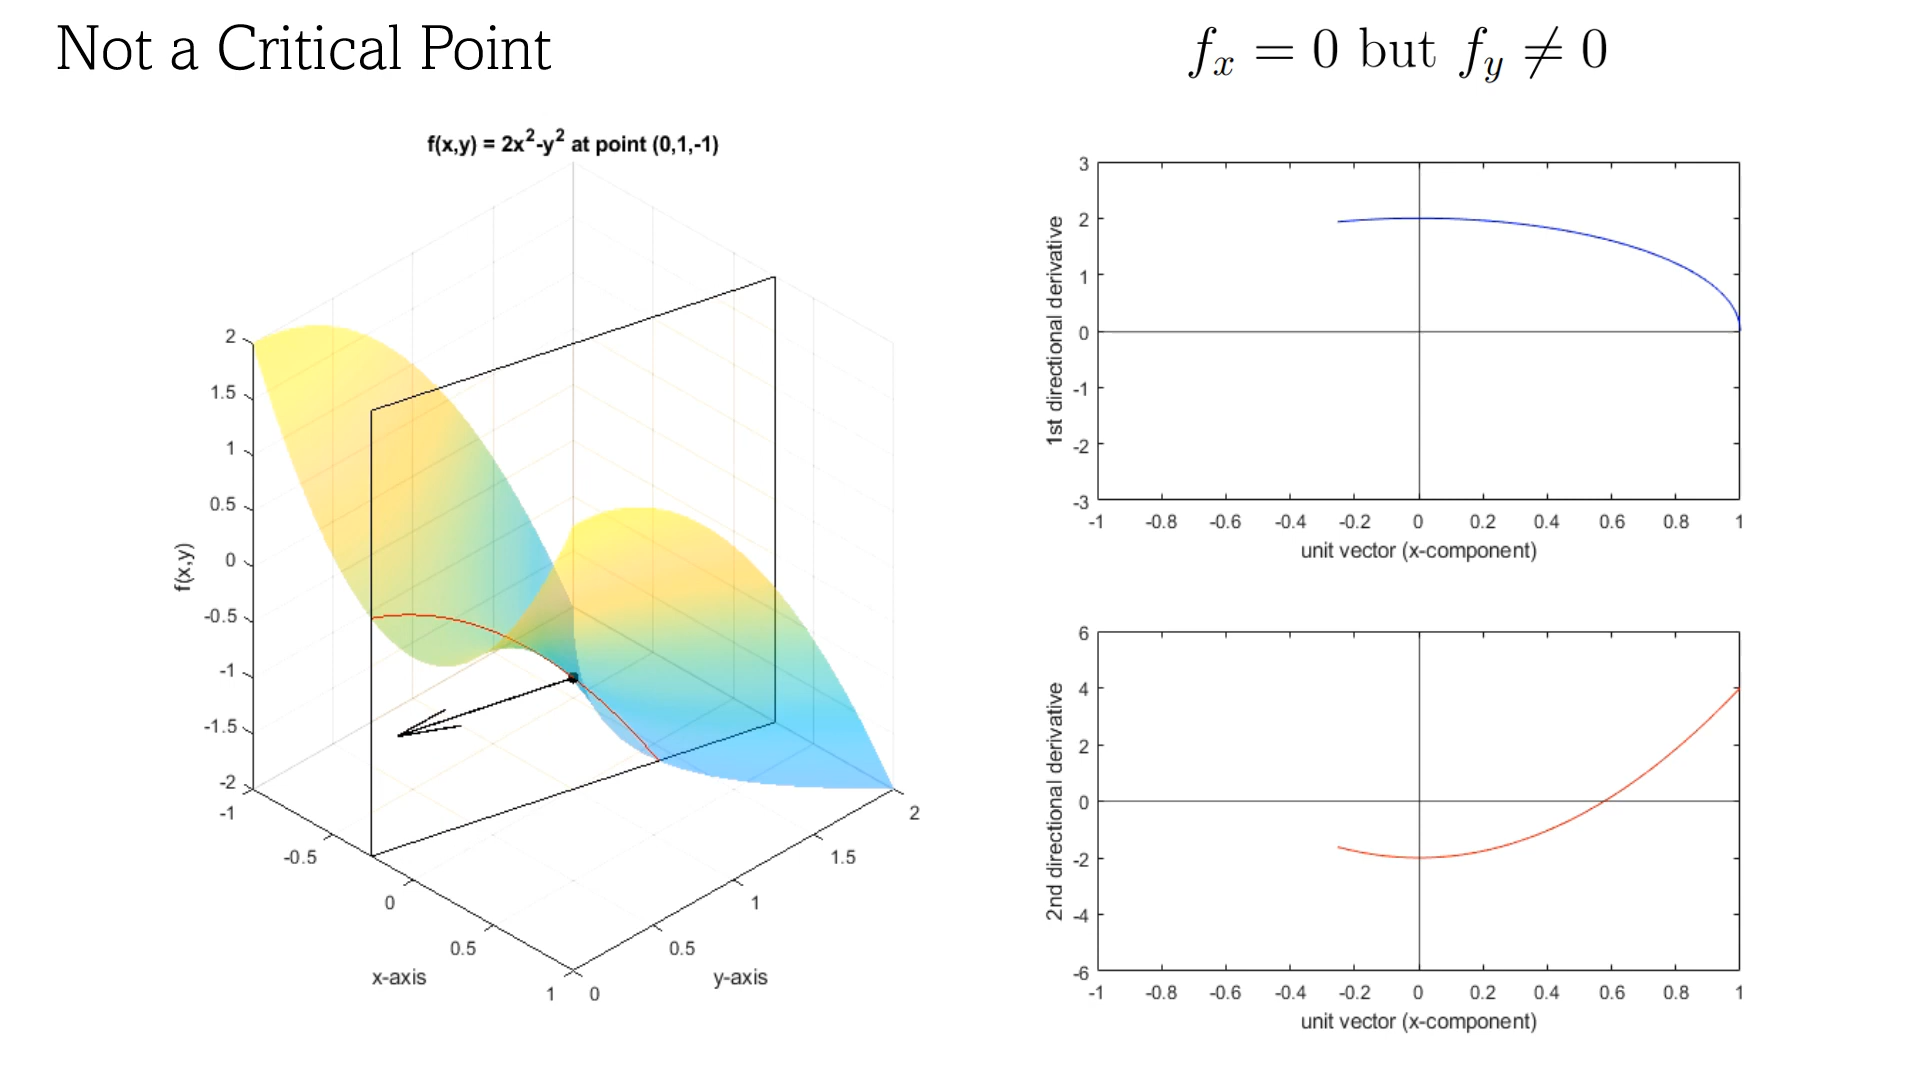 Not a Critical Point
f_x = 0 but f_y ≠ 0
f(x,y) = 2x²-y² at point (0,1,-1)
2
1.5
1
0.5
0
-0.5
-1
-1.5
-2
f(x,y)
-1
-0.5
0
0.5
1
x-axis
0
0.5
1
1.5
2
y-axis
3
2
1
0
-1
-2
-3
1st directional derivative
-1 -0.8 -0.6 -0.4 -0.2 0 0.2 0.4 0.6 0.8 1
unit vector (x-component)
6
4
2
0
-2
-4
-6
2nd directional derivative
-1 -0.8 -0.6 -0.4 -0.2 0 0.2 0.4 0.6 0.8 1
unit vector (x-component)